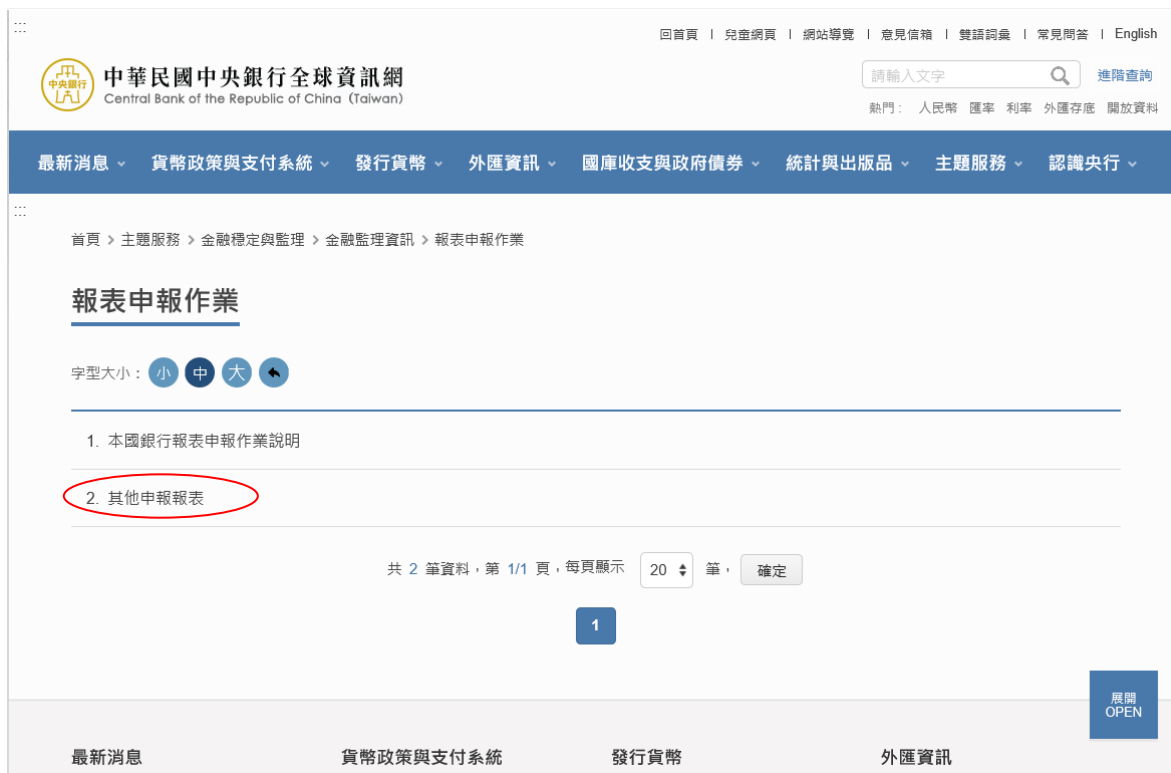 :::
回首頁 | 兒童網頁 | 網站導覽 | 意見信箱 | 雙語詞彙 | 常見問答 | English
中央銀行
中華民國中央銀行全球資訊網
Central Bank of the Republic of China (Taiwan)
請輸入文字
進階查詢
熱門: 人民幣 匯率 利率 外匯存底 開放資料
最新消息 貨幣政策與支付系統 發行貨幣 外匯資訊 國庫收支與政府債券 統計與出版品 主題服務 認識央行
:::
首頁 > 主題服務 > 金融穩定與監理 > 金融監理資訊 > 報表申報作業
報表申報作業
字型大小: 小 中 大
1. 本國銀行報表申報作業說明
2. 其他申報報表
共 2 筆資料,第 1/1 頁,每頁顯示 20 筆, 確定
1
展開
OPEN
最新消息 貨幣政策與支付系統 發行貨幣 外匯資訊